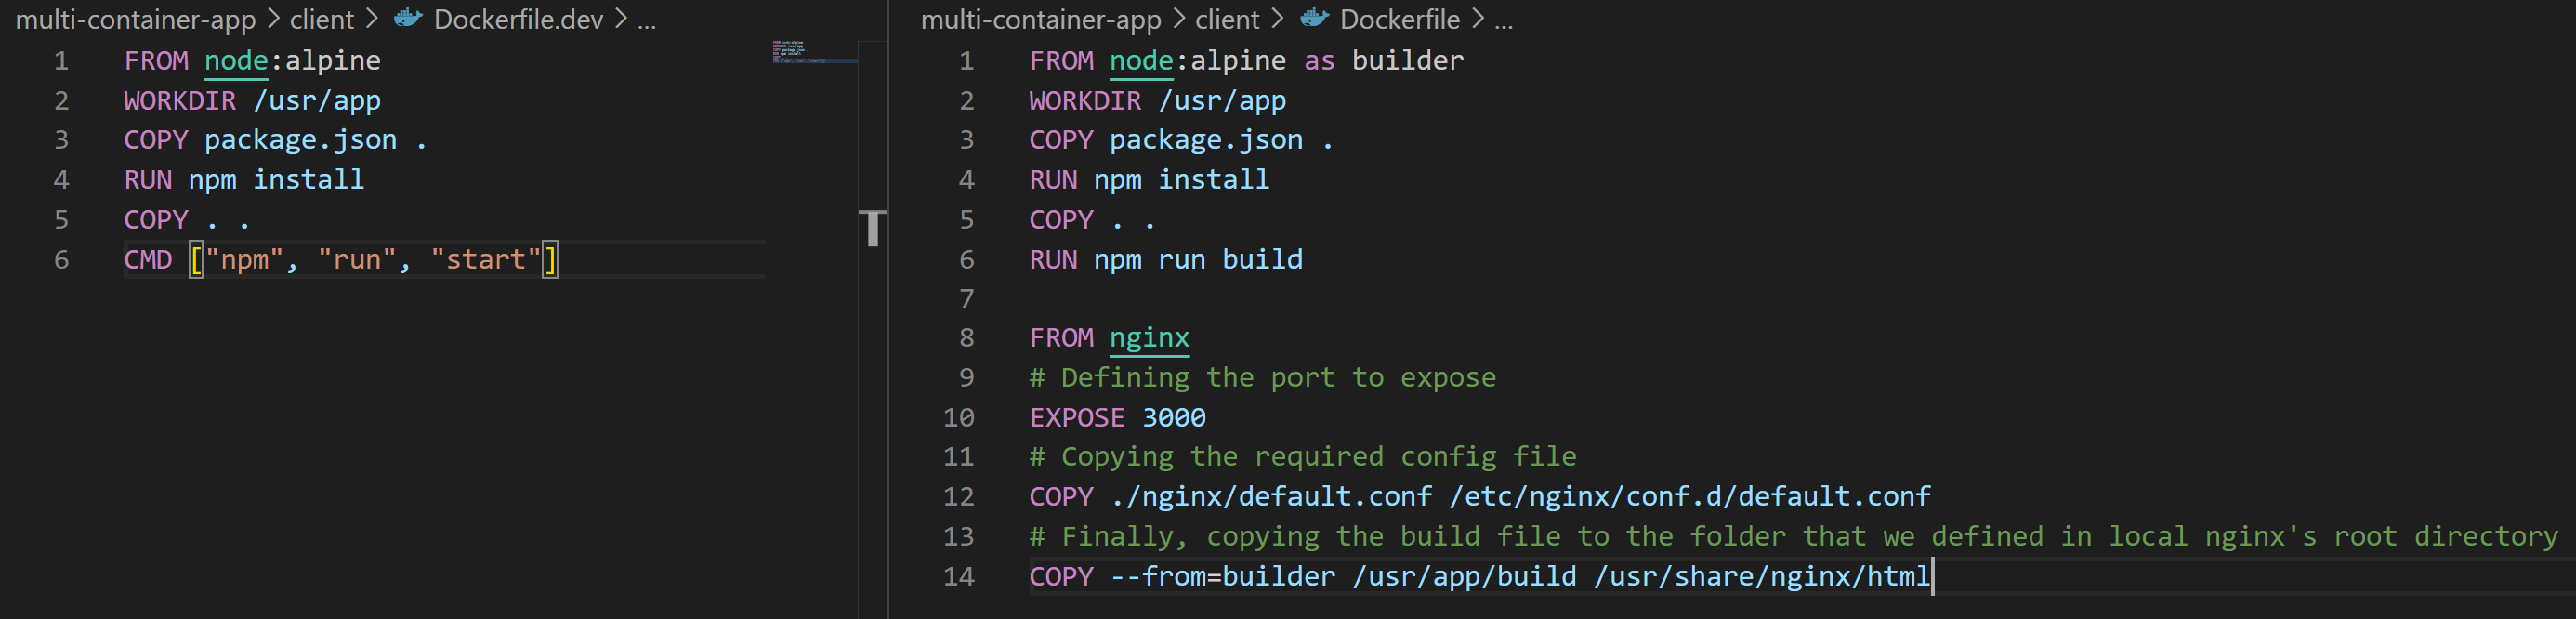 multi-container-app > client > Dockerfile.dev > ...
1 FROM node:alpine
2 WORKDIR /usr/app
3 COPY package.json .
4 RUN npm install
5 COPY . .
6 CMD ["npm", "run", "start"]
multi-container-app > client > Dockerfile > ...
1 FROM node:alpine as builder
2 WORKDIR /usr/app
3 COPY package.json .
4 RUN npm install
5 COPY . .
6 RUN npm run build
7
8 FROM nginx
9 # Defining the port to expose
10 EXPOSE 3000
11 # Copying the required config file
12 COPY ./nginx/default.conf /etc/nginx/conf.d/default.conf
13 # Finally, copying the build file to the folder that we defined in local nginx's root directory
14 COPY --from=builder /usr/app/build /usr/share/nginx/html